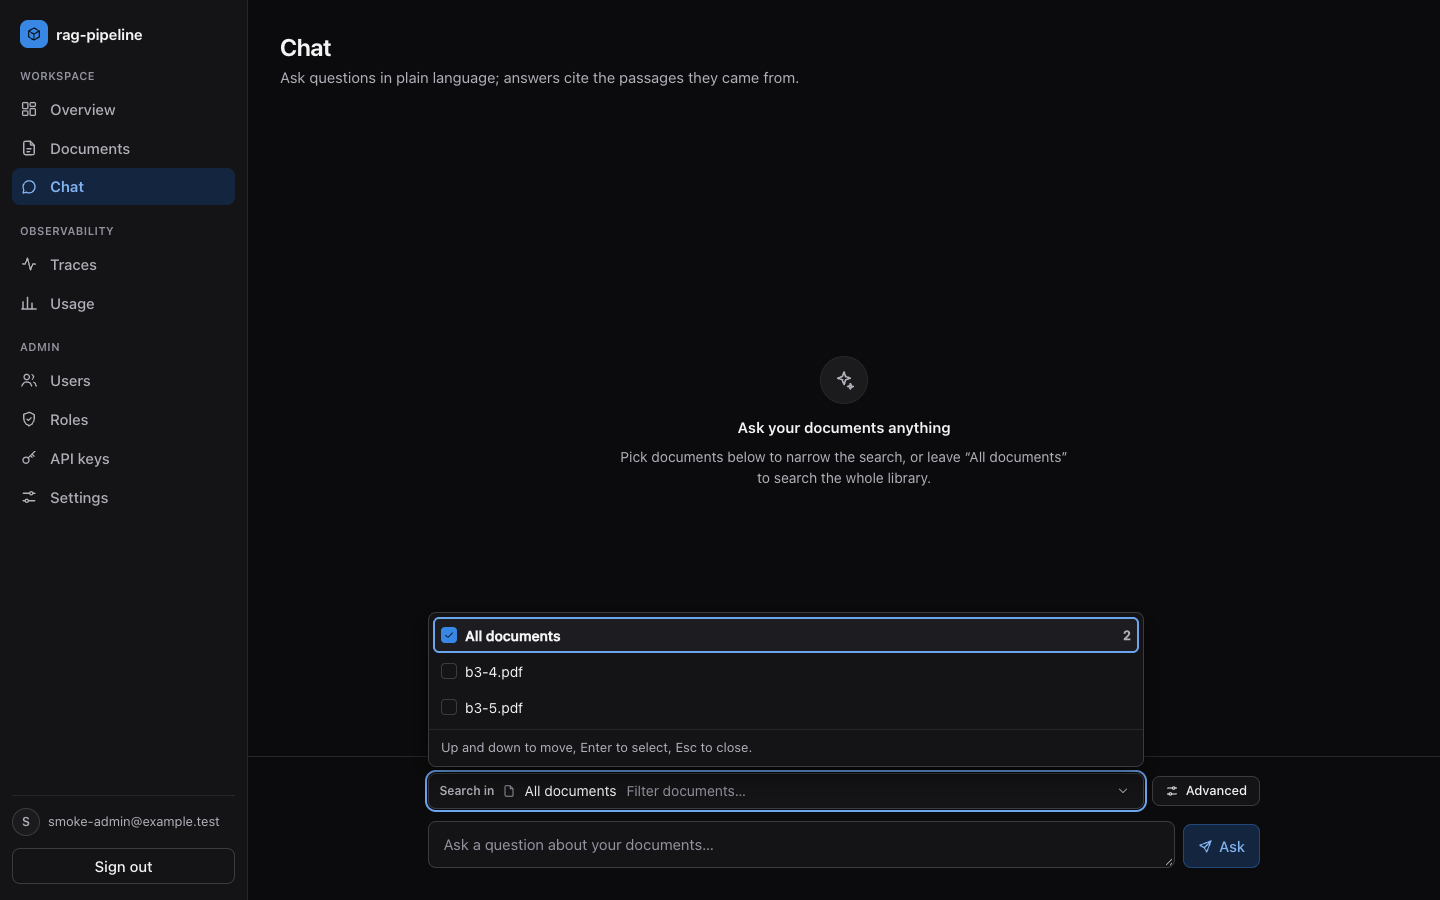 rag-pipeline
WORKSPACE
Overview
Documents
Chat
OBSERVABILITY
Traces
Usage
ADMIN
Users
Roles
API keys
Settings
S
smoke-admin@example.test
Sign out
Chat
Ask questions in plain language; answers cite the passages they came from.
Ask your documents anything
Pick documents below to narrow the search, or leave “All documents”
to search the whole library.
All documents 2
b3-4.pdf
b3-5.pdf
Up and down to move, Enter to select, Esc to close.
Search in All documents Filter documents...
Advanced
Ask a question about your documents...
Ask